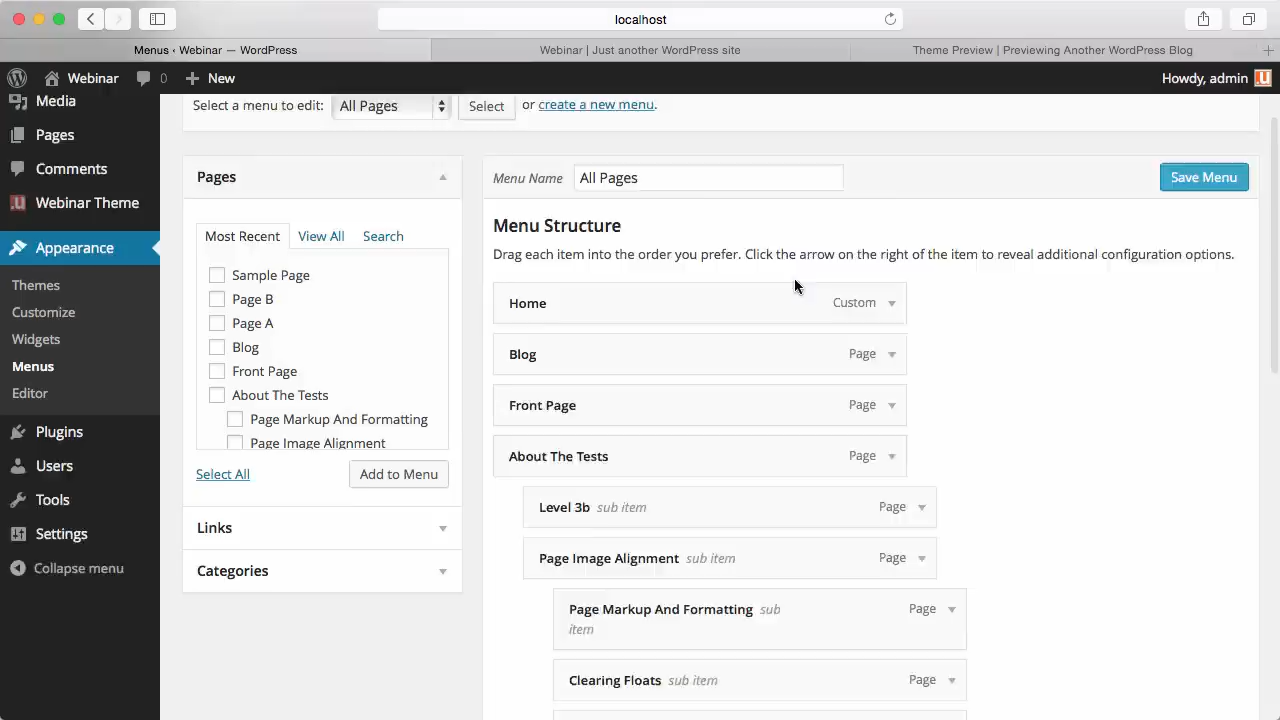 localhost
Menus ‹ Webinar — WordPress
Webinar | Just another WordPress site
Theme Preview | Previewing Another WordPress Blog
Webinar
0
New
Howdy, admin
Media
Pages
Comments
Webinar Theme
Appearance
Themes
Customize
Widgets
Menus
Editor
Plugins
Users
Tools
Settings
Collapse menu
Select a menu to edit: All Pages Select or create a new menu.
Pages
Most Recent View All Search
Sample Page
Page B
Page A
Blog
Front Page
About The Tests
Page Markup And Formatting
Page Image Alignment
Select All Add to Menu
Links
Categories
Menu Name All Pages Save Menu
Menu Structure
Drag each item into the order you prefer. Click the arrow on the right of the item to reveal additional configuration options.
Home Custom
Blog Page
Front Page Page
About The Tests Page
Level 3b sub item Page
Page Image Alignment sub item Page
Page Markup And Formatting sub Page
item
Clearing Floats sub item Page